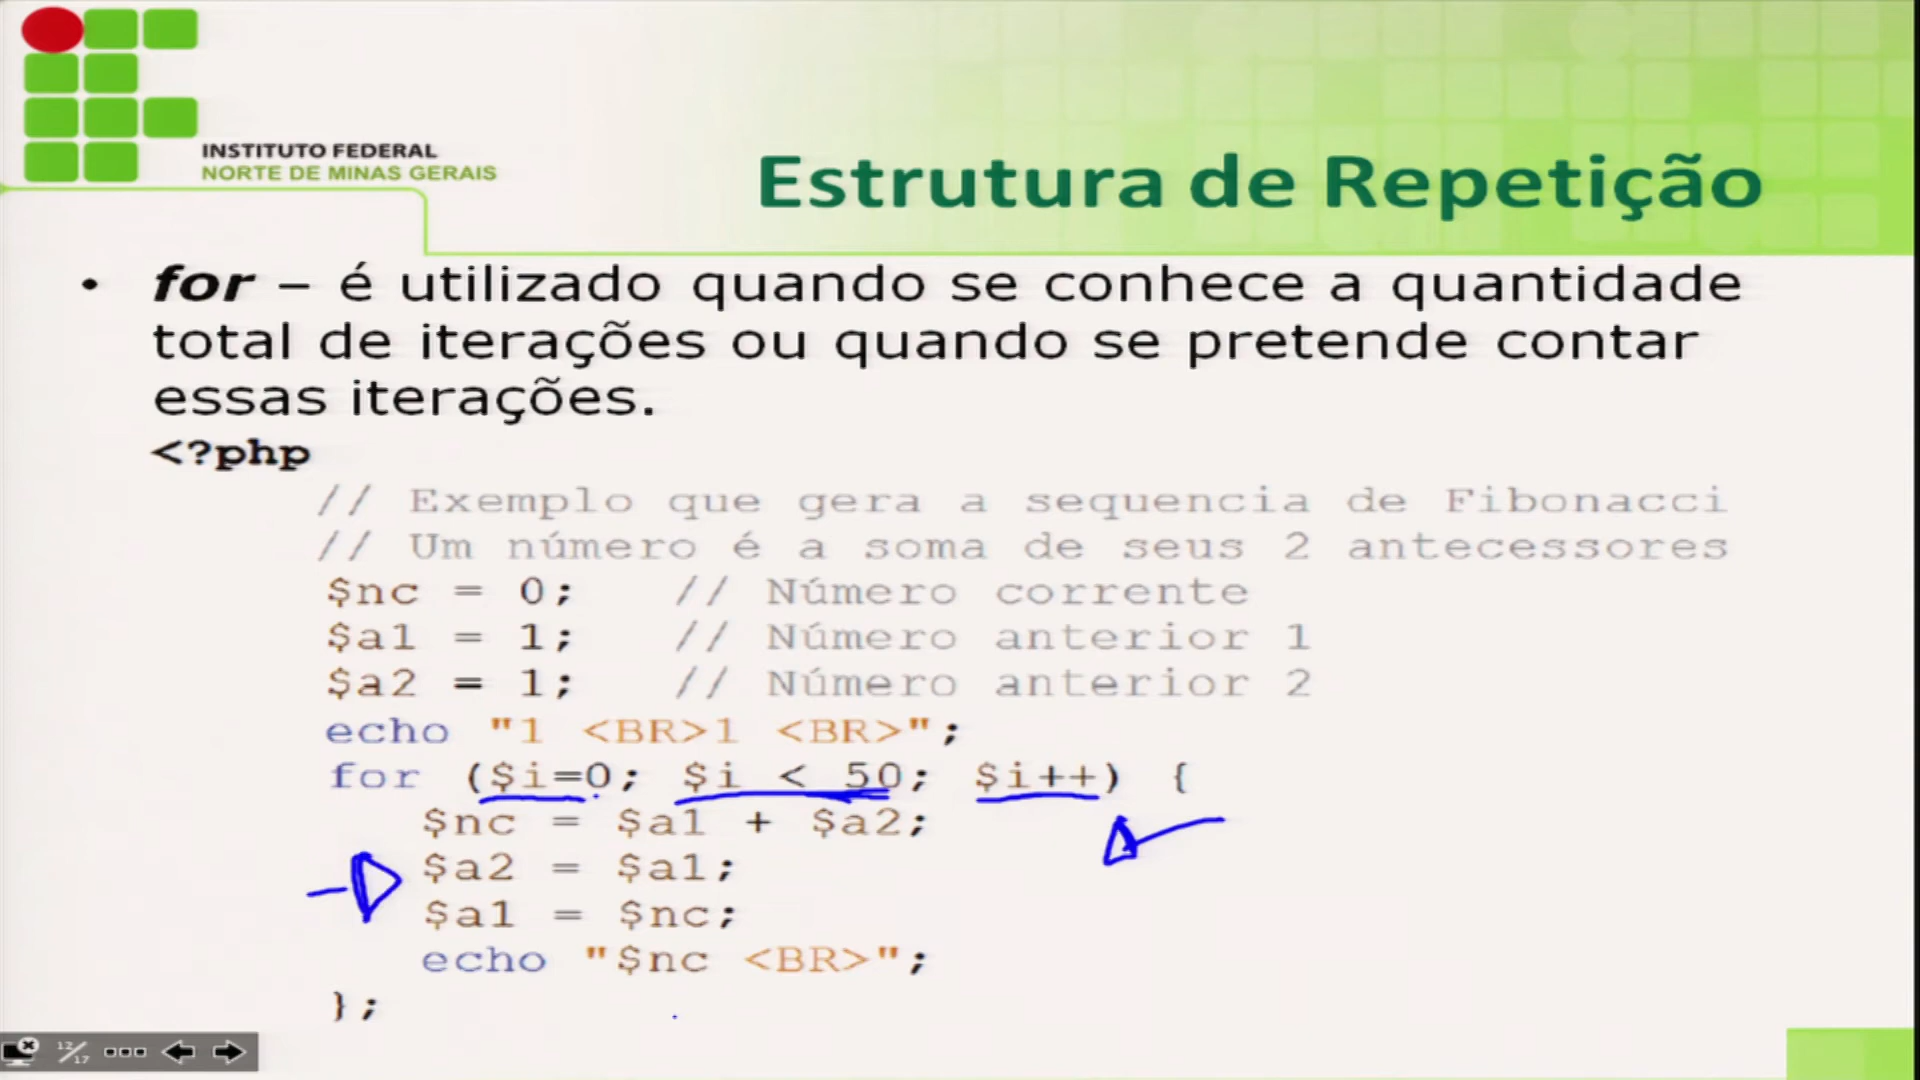 INSTITUTO FEDERAL
NORTE DE MINAS GERAIS
Estrutura de Repetição
• for – é utilizado quando se conhece a quantidade
total de iterações ou quando se pretende contar
essas iterações.
<?php
// Exemplo que gera a sequencia de Fibonacci
// Um número é a soma de seus 2 antecessores
$nc = 0; // Número corrente
$a1 = 1; // Número anterior 1
$a2 = 1; // Número anterior 2
echo "1 <BR>1 <BR>";
for ($i=0; $i < 50; $i++) {
$nc = $a1 + $a2;
$a2 = $a1;
$a1 = $nc;
echo "$nc <BR>";
};
12/17